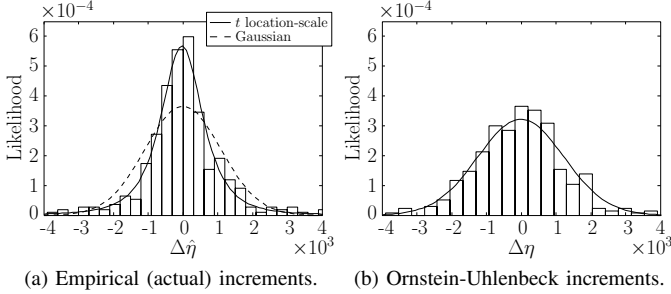 6 ×10⁻⁴
t location-scale
Gaussian
5
4
3
2
1
0
Likelihood
-4 -3 -2 -1 0 1 2 3 4
×10³
Δη̂
(a) Empirical (actual) increments.
6 ×10⁻⁴
5
4
3
2
1
0
Likelihood
-4 -3 -2 -1 0 1 2 3 4
×10³
Δη
(b) Ornstein-Uhlenbeck increments.